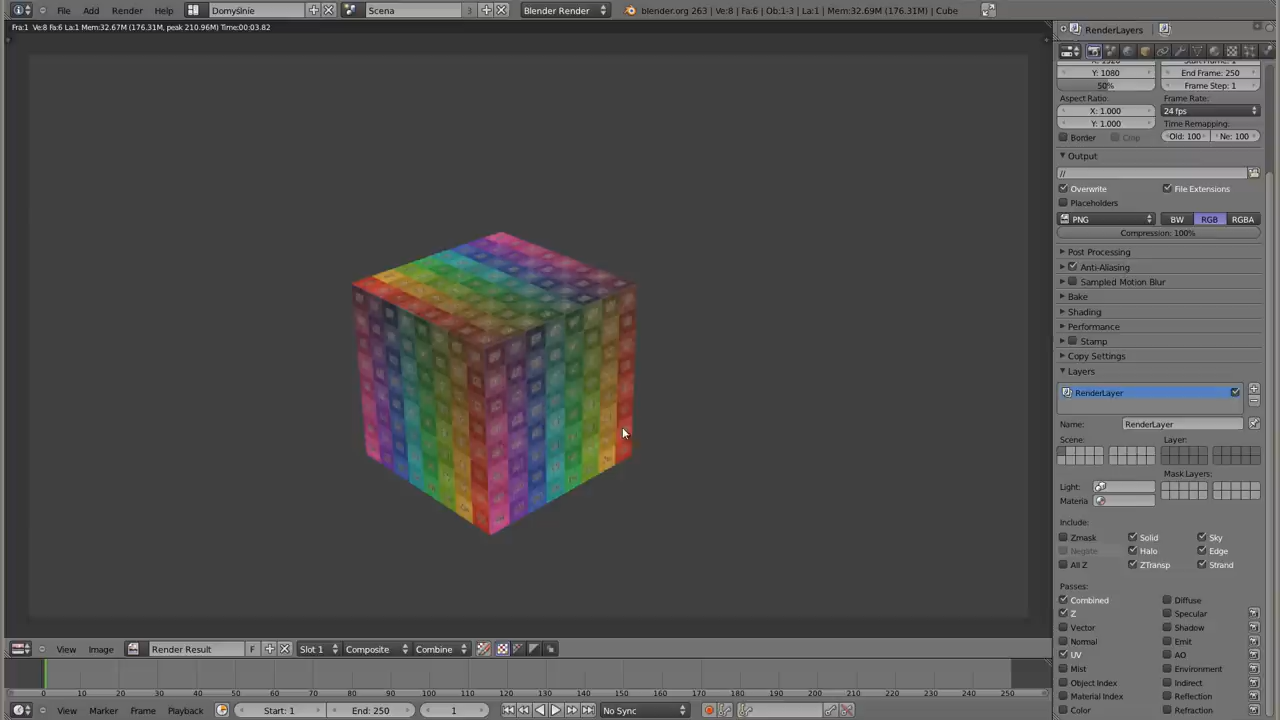 File Add Render Help Domyślnie Scena 3 Blender Render blender.org 263 | Ve:8 | Fa:6 | Ob:1-3 | La:1 | Mem:32.69M (176.31M) | Cube
Fra:1 Ve:8 Fa:6 La:1 Mem:32.67M (176.31M, peak 210.96M) Time:00:03.82
RenderLayers
Y: 1080 End Frame: 250
50% Frame Step: 1
Aspect Ratio: Frame Rate:
X: 1.000 24 fps
Y: 1.000 Time Remapping:
Border Crop Old: 100 Ne: 100
Output
//
Overwrite File Extensions
Placeholders
PNG BW RGB RGBA
Compression: 100%
Post Processing
Anti-Aliasing
Sampled Motion Blur
Bake
Shading
Performance
Stamp
Copy Settings
Layers
RenderLayer
Name: RenderLayer
Scene: Layer:
Mask Layers:
Light:
Materia
Include:
Zmask Solid Sky
Negate Halo Edge
All Z ZTransp Strand
Passes:
Combined Diffuse
Z Specular
Vector Shadow
Normal Emit
UV AO
Mist Environment
Object Index Indirect
Material Index Reflection
Color Refraction
View Image Render Result F Slot 1 Composite Combine
0 10 20 30 40 50 60 70 80 90 100 110 120 130 140 150 160 170 180 190 200 210 220 230 240 250
View Marker Frame Playback Start: 1 End: 250 1 No Sync